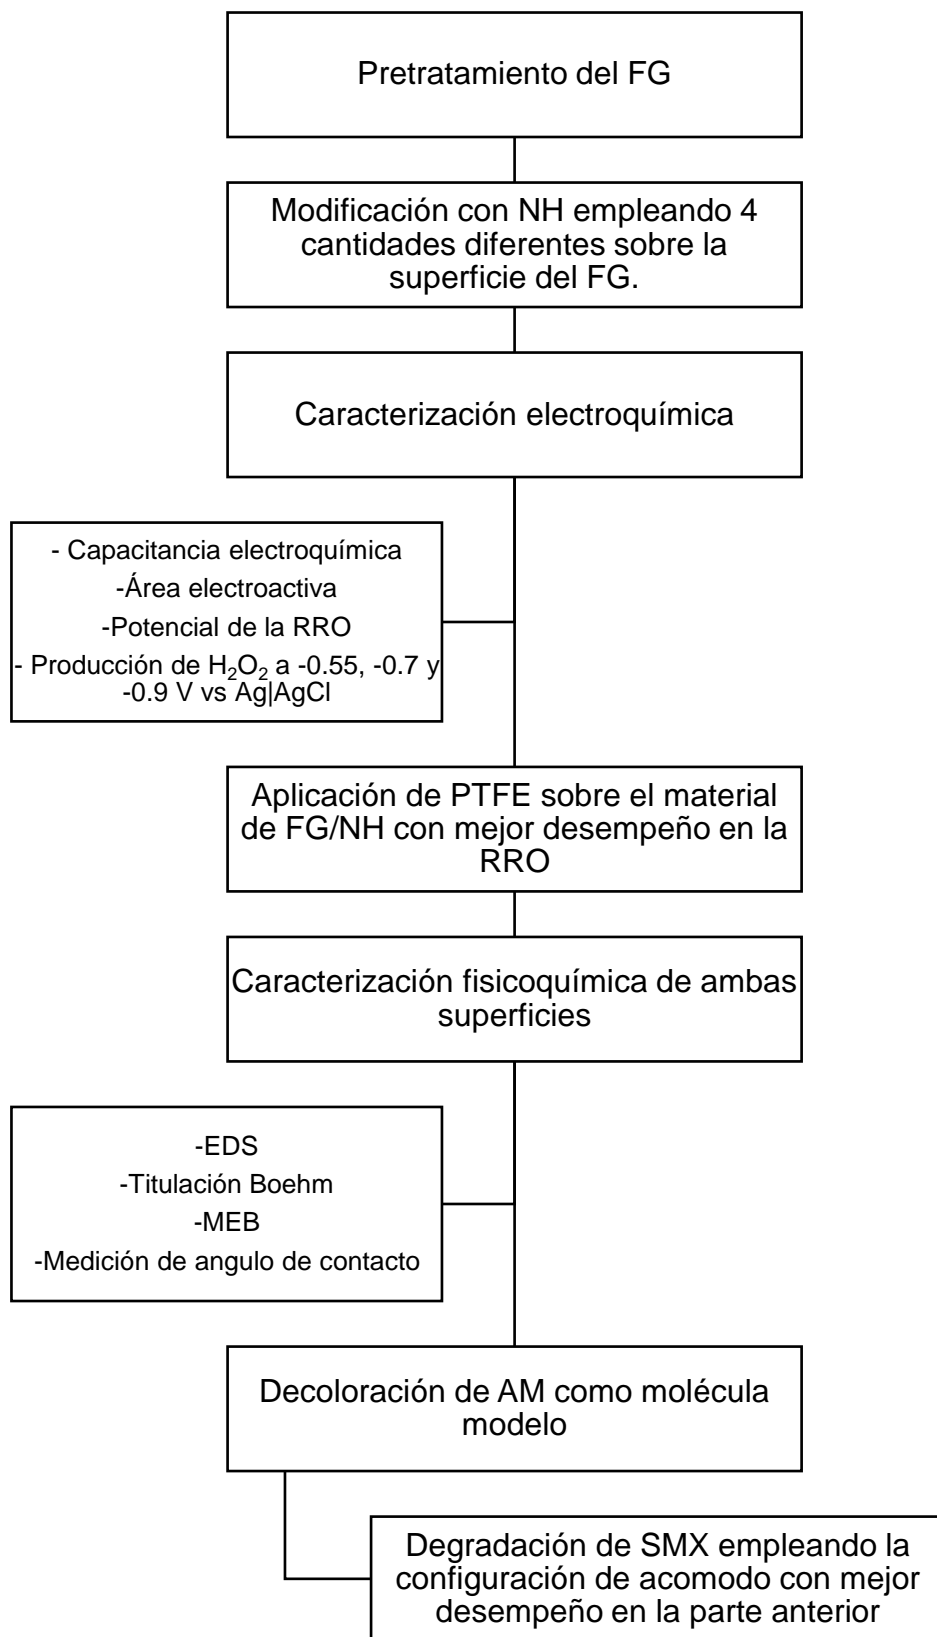 Pretratamiento del FG
Modificación con NH empleando 4
cantidades diferentes sobre la
superficie del FG.
Caracterización electroquímica
- Capacitancia electroquímica
-Área electroactiva
-Potencial de la RRO
- Producción de H₂O₂ a -0.55, -0.7 y
-0.9 V vs Ag|AgCl
Aplicación de PTFE sobre el material
de FG/NH con mejor desempeño en la
RRO
Caracterización fisicoquímica de ambas
superficies
-EDS
-Titulación Boehm
-MEB
-Medición de angulo de contacto
Decoloración de AM como molécula
modelo
Degradación de SMX empleando la
configuración de acomodo con mejor
desempeño en la parte anterior